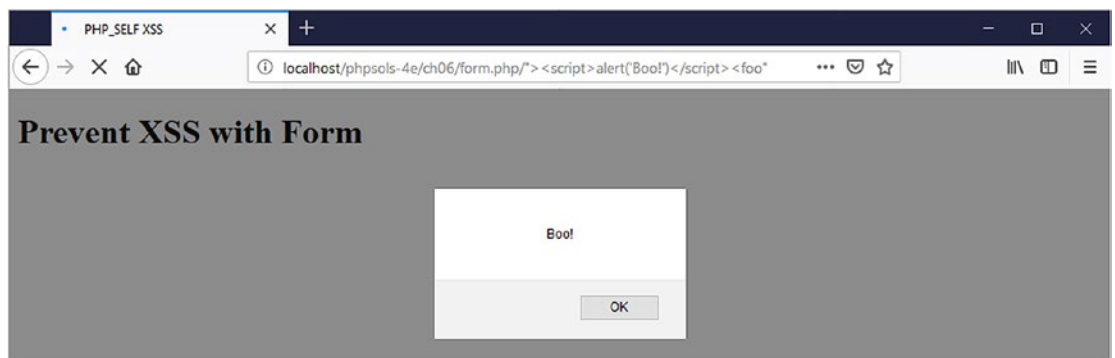 PHP_SELF XSS
localhost/phpsols-4e/ch06/form.php/"><script>alert('Boo!')</script><foo"
Prevent XSS with Form
Boo!
OK